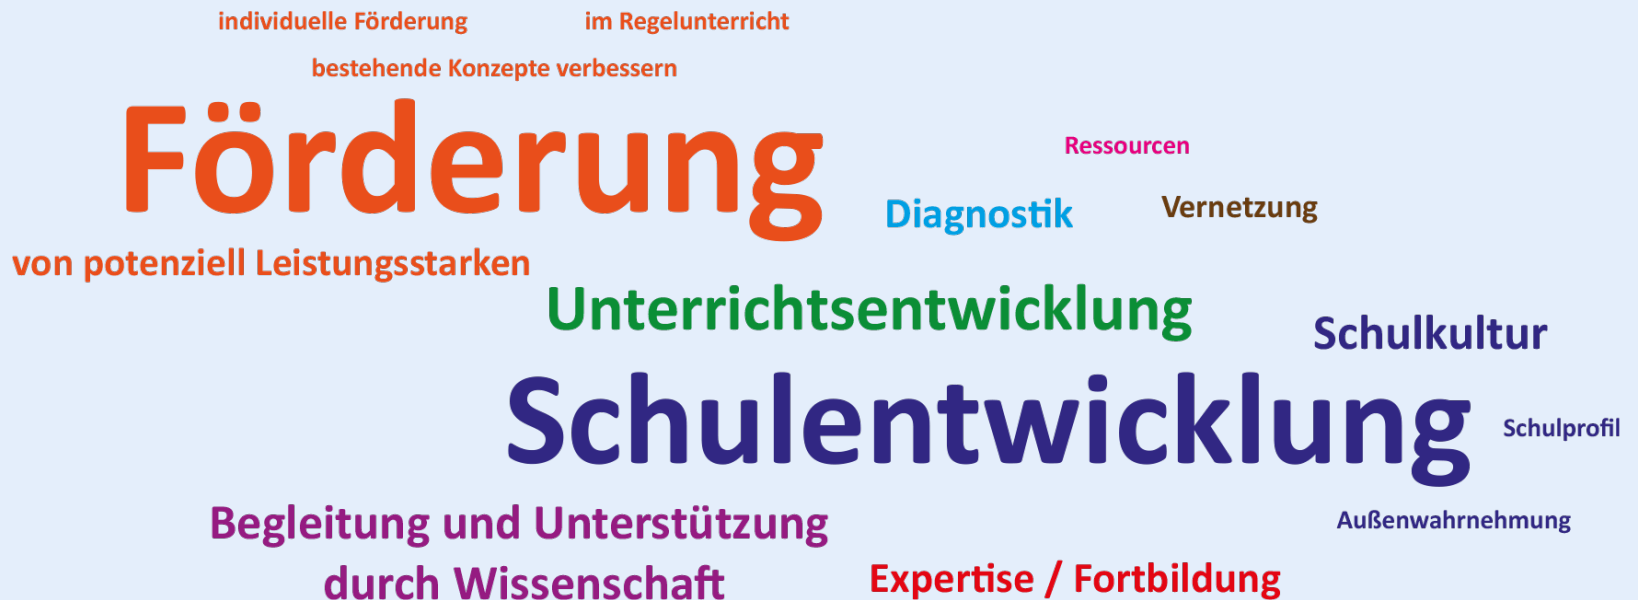 individuelle Förderung
im Regelunterricht
bestehende Konzepte verbessern
Förderung
von potenziell Leistungsstarken
Ressourcen
Diagnostik
Vernetzung
Unterrichtsentwicklung
Schulkultur
Schulentwicklung
Schulprofil
Begleitung und Unterstützung
durch Wissenschaft
Außenwahrnehmung
Expertise / Fortbildung